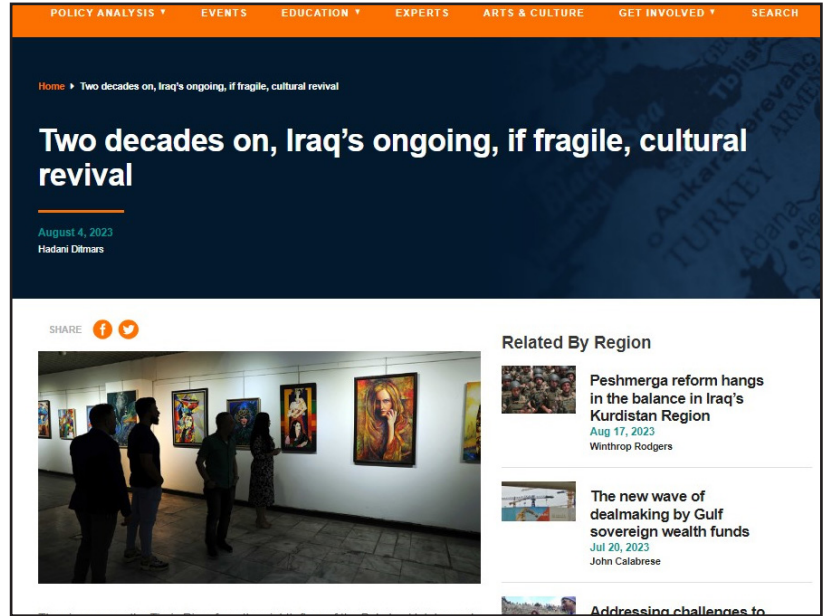 POLICY ANALYSIS ▼ EVENTS EDUCATION ▼ EXPERTS ARTS & CULTURE GET INVOLVED ▼ SEARCH
Home ▸ Two decades on, Iraq's ongoing, if fragile, cultural revival
Two decades on, Iraq's ongoing, if fragile, cultural
revival
August 4, 2023
Hadani Ditmars
SHARE
Related By Region
Peshmerga reform hangs
in the balance in Iraq's
Kurdistan Region
Aug 17, 2023
Winthrop Rodgers
The new wave of
dealmaking by Gulf
sovereign wealth funds
Jul 20, 2023
John Calabrese
Addressing challenges to